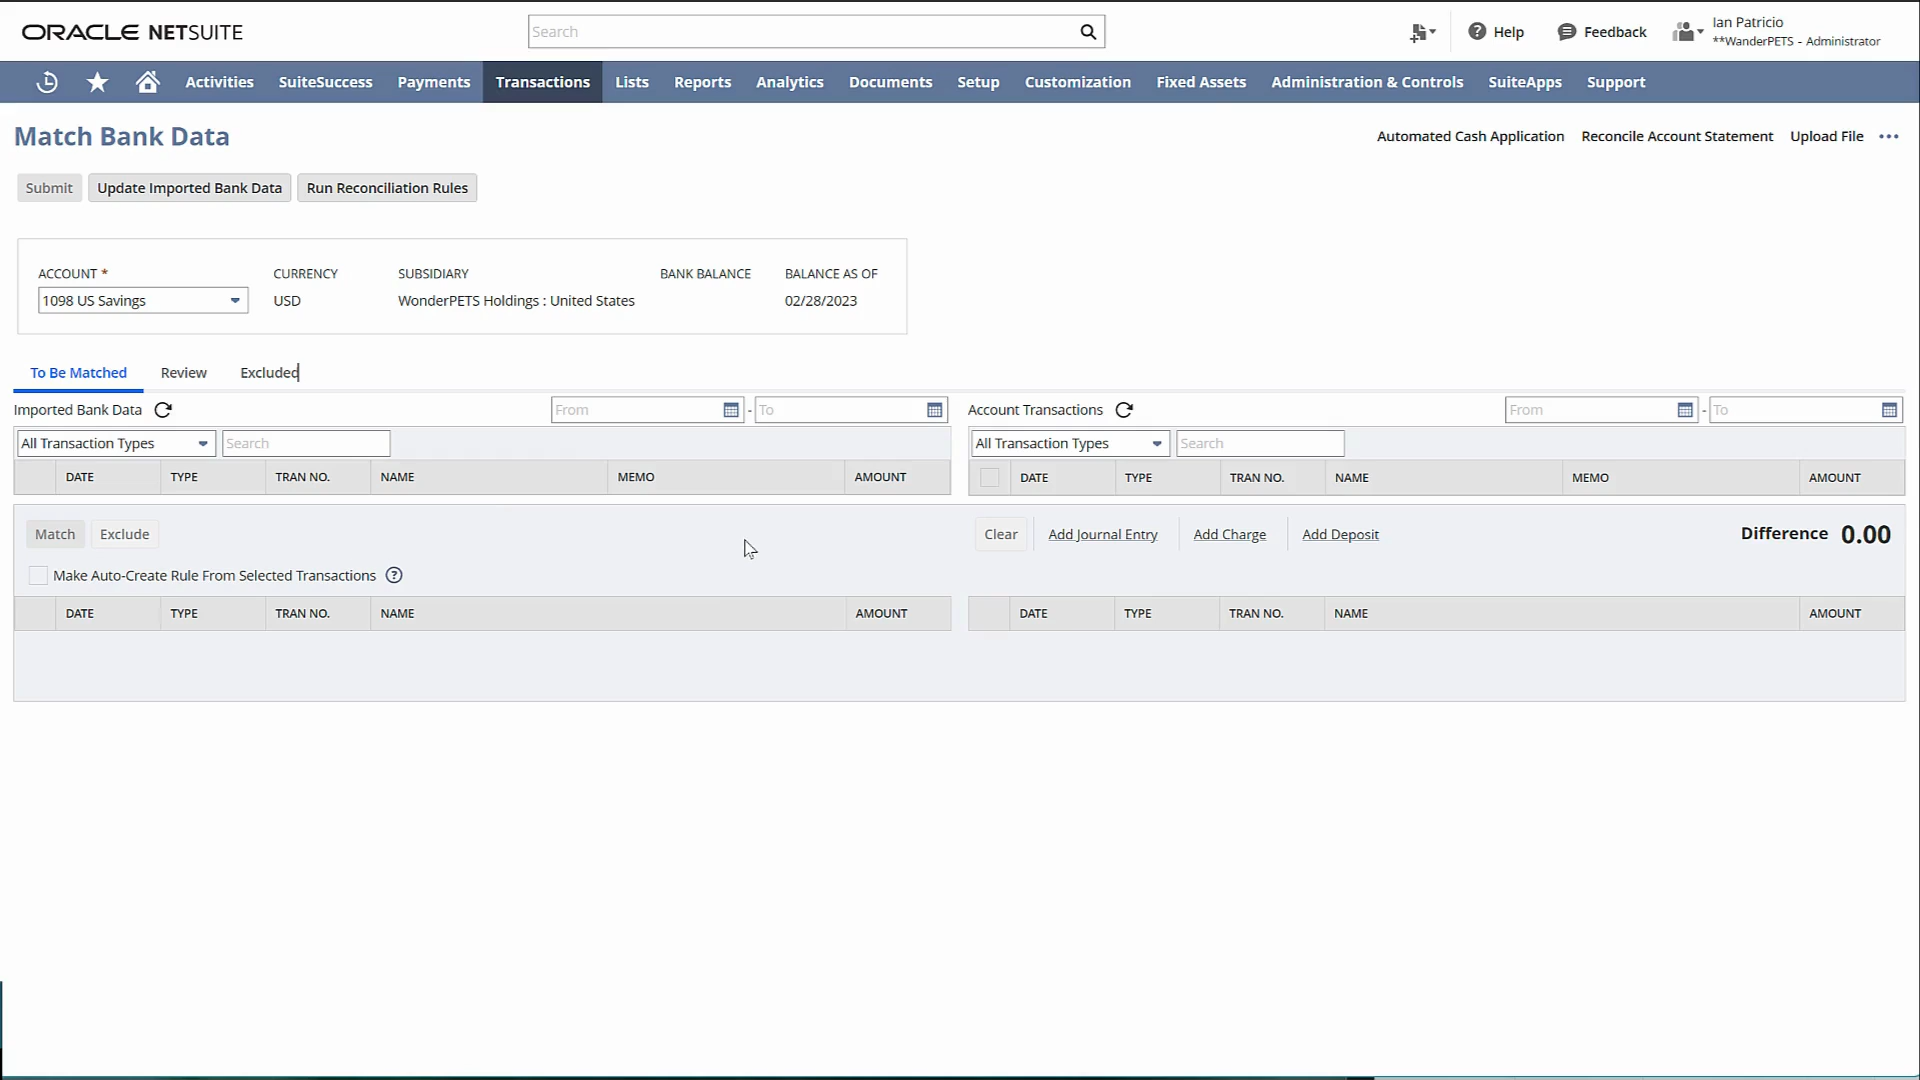 ORACLE NETSUITE
Search
Help
Feedback
Ian Patricio
**WanderPETS - Administrator
Activities SuiteSuccess Payments Transactions Lists Reports Analytics Documents Setup Customization Fixed Assets Administration & Controls SuiteApps Support
Match Bank Data
Automated Cash Application Reconcile Account Statement Upload File
Submit Update Imported Bank Data Run Reconciliation Rules
ACCOUNT * CURRENCY SUBSIDIARY BANK BALANCE BALANCE AS OF
1098 US Savings USD WonderPETS Holdings : United States 02/28/2023
To Be Matched Review Excluded
Imported Bank Data From - To Account Transactions From - To
All Transaction Types Search All Transaction Types Search
DATE TYPE TRAN NO. NAME MEMO AMOUNT DATE TYPE TRAN NO. NAME MEMO AMOUNT
Match Exclude Clear Add Journal Entry Add Charge Add Deposit Difference 0.00
Make Auto-Create Rule From Selected Transactions ?
DATE TYPE TRAN NO. NAME AMOUNT DATE TYPE TRAN NO. NAME AMOUNT